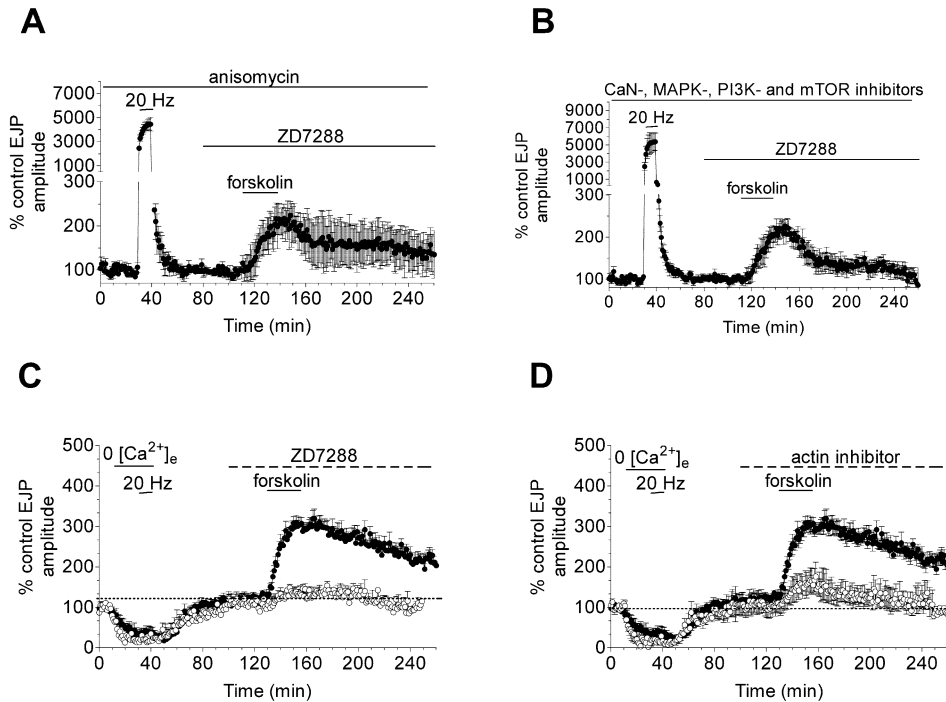 A
anisomycin
20 Hz
ZD7288
forskolin
7000
5000
3000
1000
300
200
100
% control EJP
amplitude
0 40 80 120 160 200 240
Time (min)
B
CaN-, MAPK-, PI3K- and mTOR inhibitors
20 Hz
ZD7288
forskolin
9000
7000
5000
3000
1000
300
200
100
% control EJP
amplitude
0 40 80 120 160 200 240
Time (min)
C
0 [Ca²⁺]e
20 Hz
ZD7288
forskolin
500
400
300
200
100
0
% control EJP
amplitude
0 40 80 120 160 200 240
Time (min)
D
0 [Ca²⁺]e
20 Hz
actin inhibitor
forskolin
500
400
300
200
100
0
% control EJP
amplitude
0 40 80 120 160 200 240
Time (min)